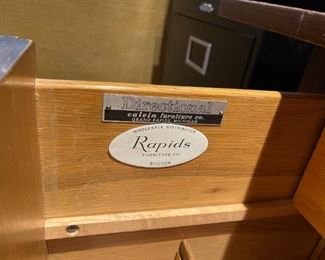 Directional
calvin furniture co.
GRAND RAPIDS, MICHIGAN
WHOLESALE DISTRIBUTOR
Rapids
FURNITURE CO.
BOSTON